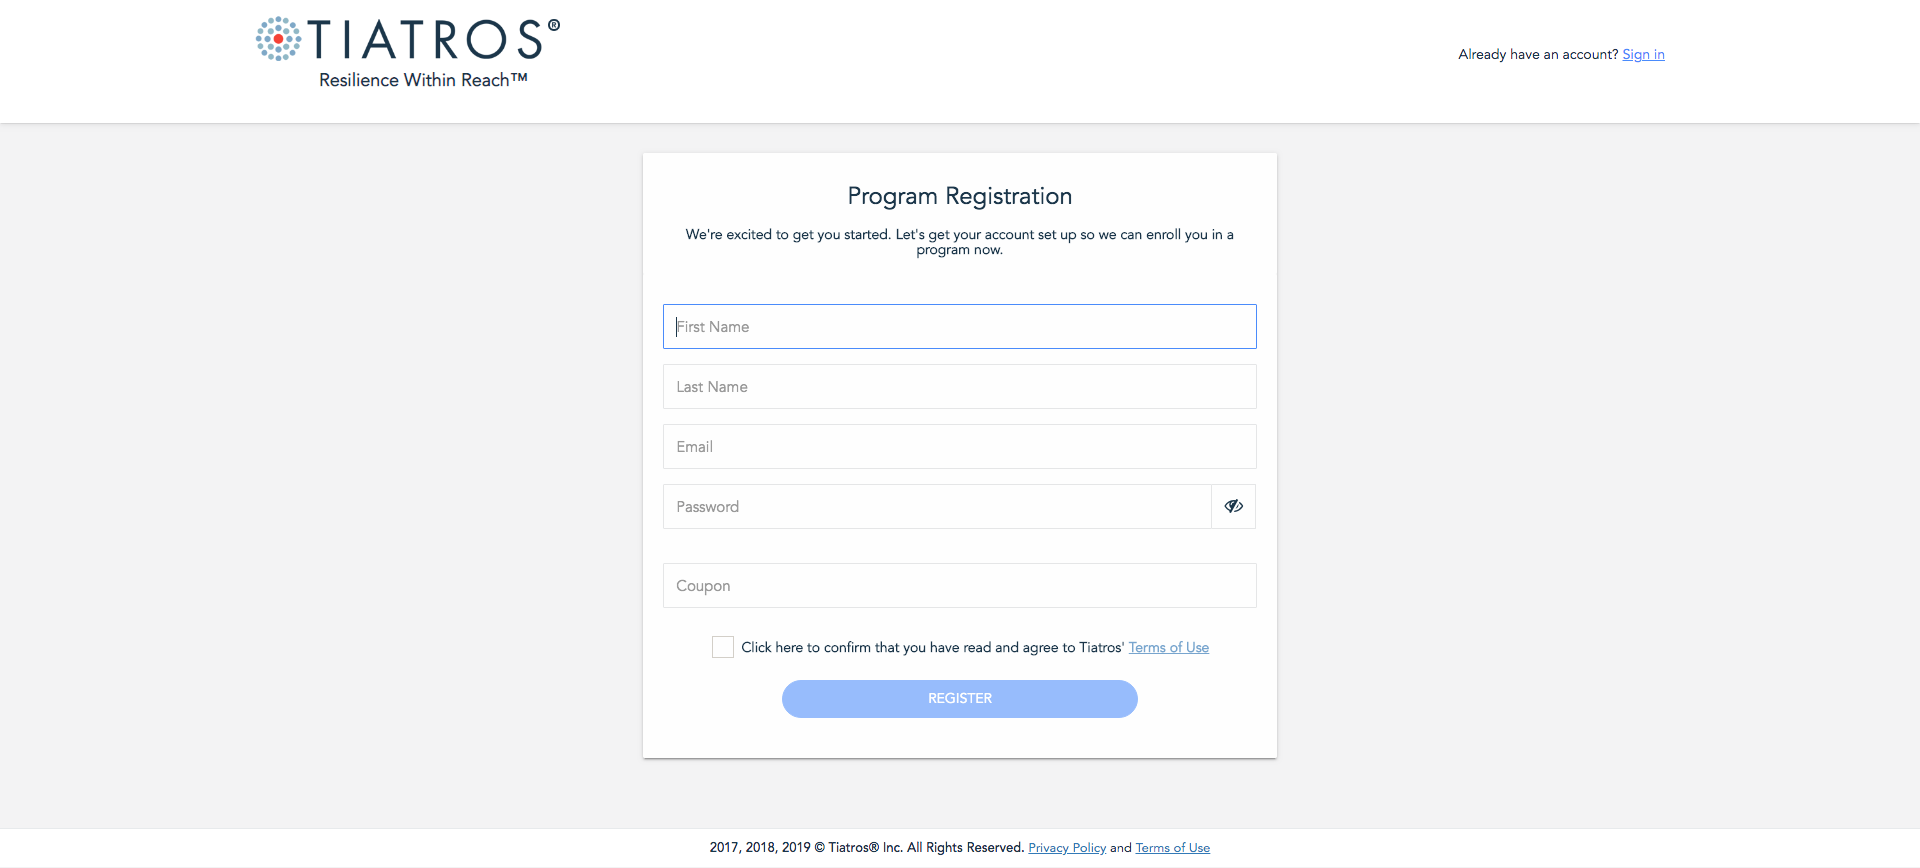 TIATROS®
Resilience Within Reach™
Already have an account? Sign in
Program Registration
We're excited to get you started. Let's get your account set up so we can enroll you in a
program now.
First Name
Last Name
Email
Password
Coupon
Click here to confirm that you have read and agree to Tiatros' Terms of Use
REGISTER
2017, 2018, 2019 © Tiatros® Inc. All Rights Reserved. Privacy Policy and Terms of Use